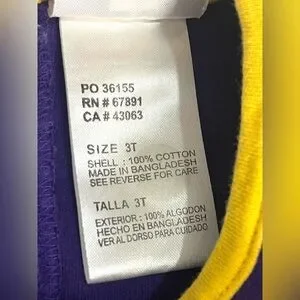 PO 36155
RN # 67891
CA # 43063
SIZE 3T
SHELL : 100% COTTON
MADE IN BANGLADESH
SEE REVERSE FOR CARE
TALLA 3T
EXTERIOR : 100% ALGODON
HECHO EN BANGLADESH
VER AL DORSO PARA CUIDADO